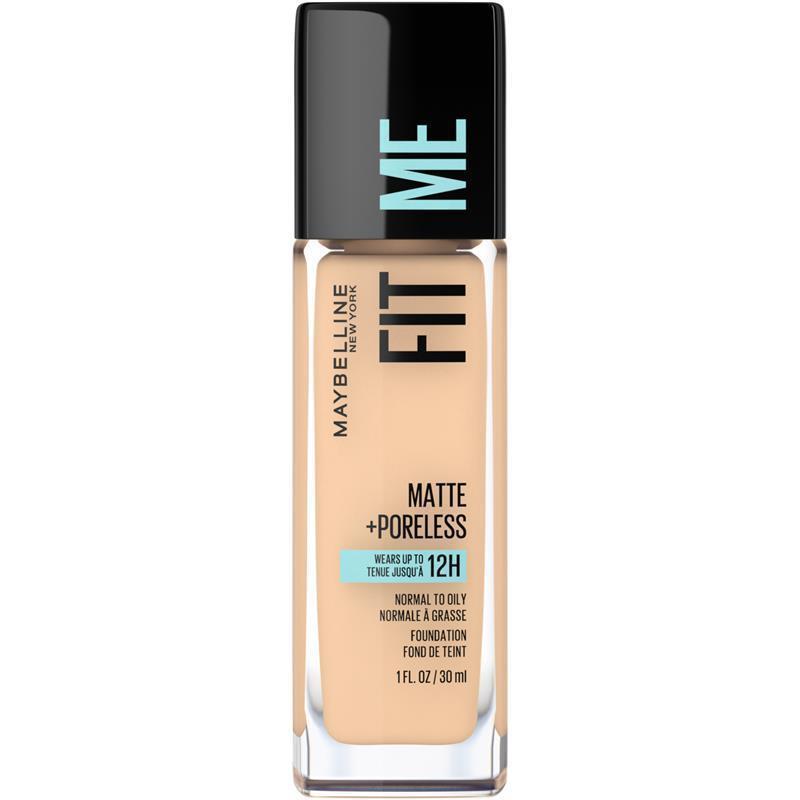 FIT ME
MAYBELLINE
NEW YORK
MATTE
+PORELESS
WEARS UP TO
TENUE JUSQU'À 12H
NORMAL TO OILY
NORMALE À GRASSE
FOUNDATION
FOND DE TEINT
1 FL. OZ / 30 ml